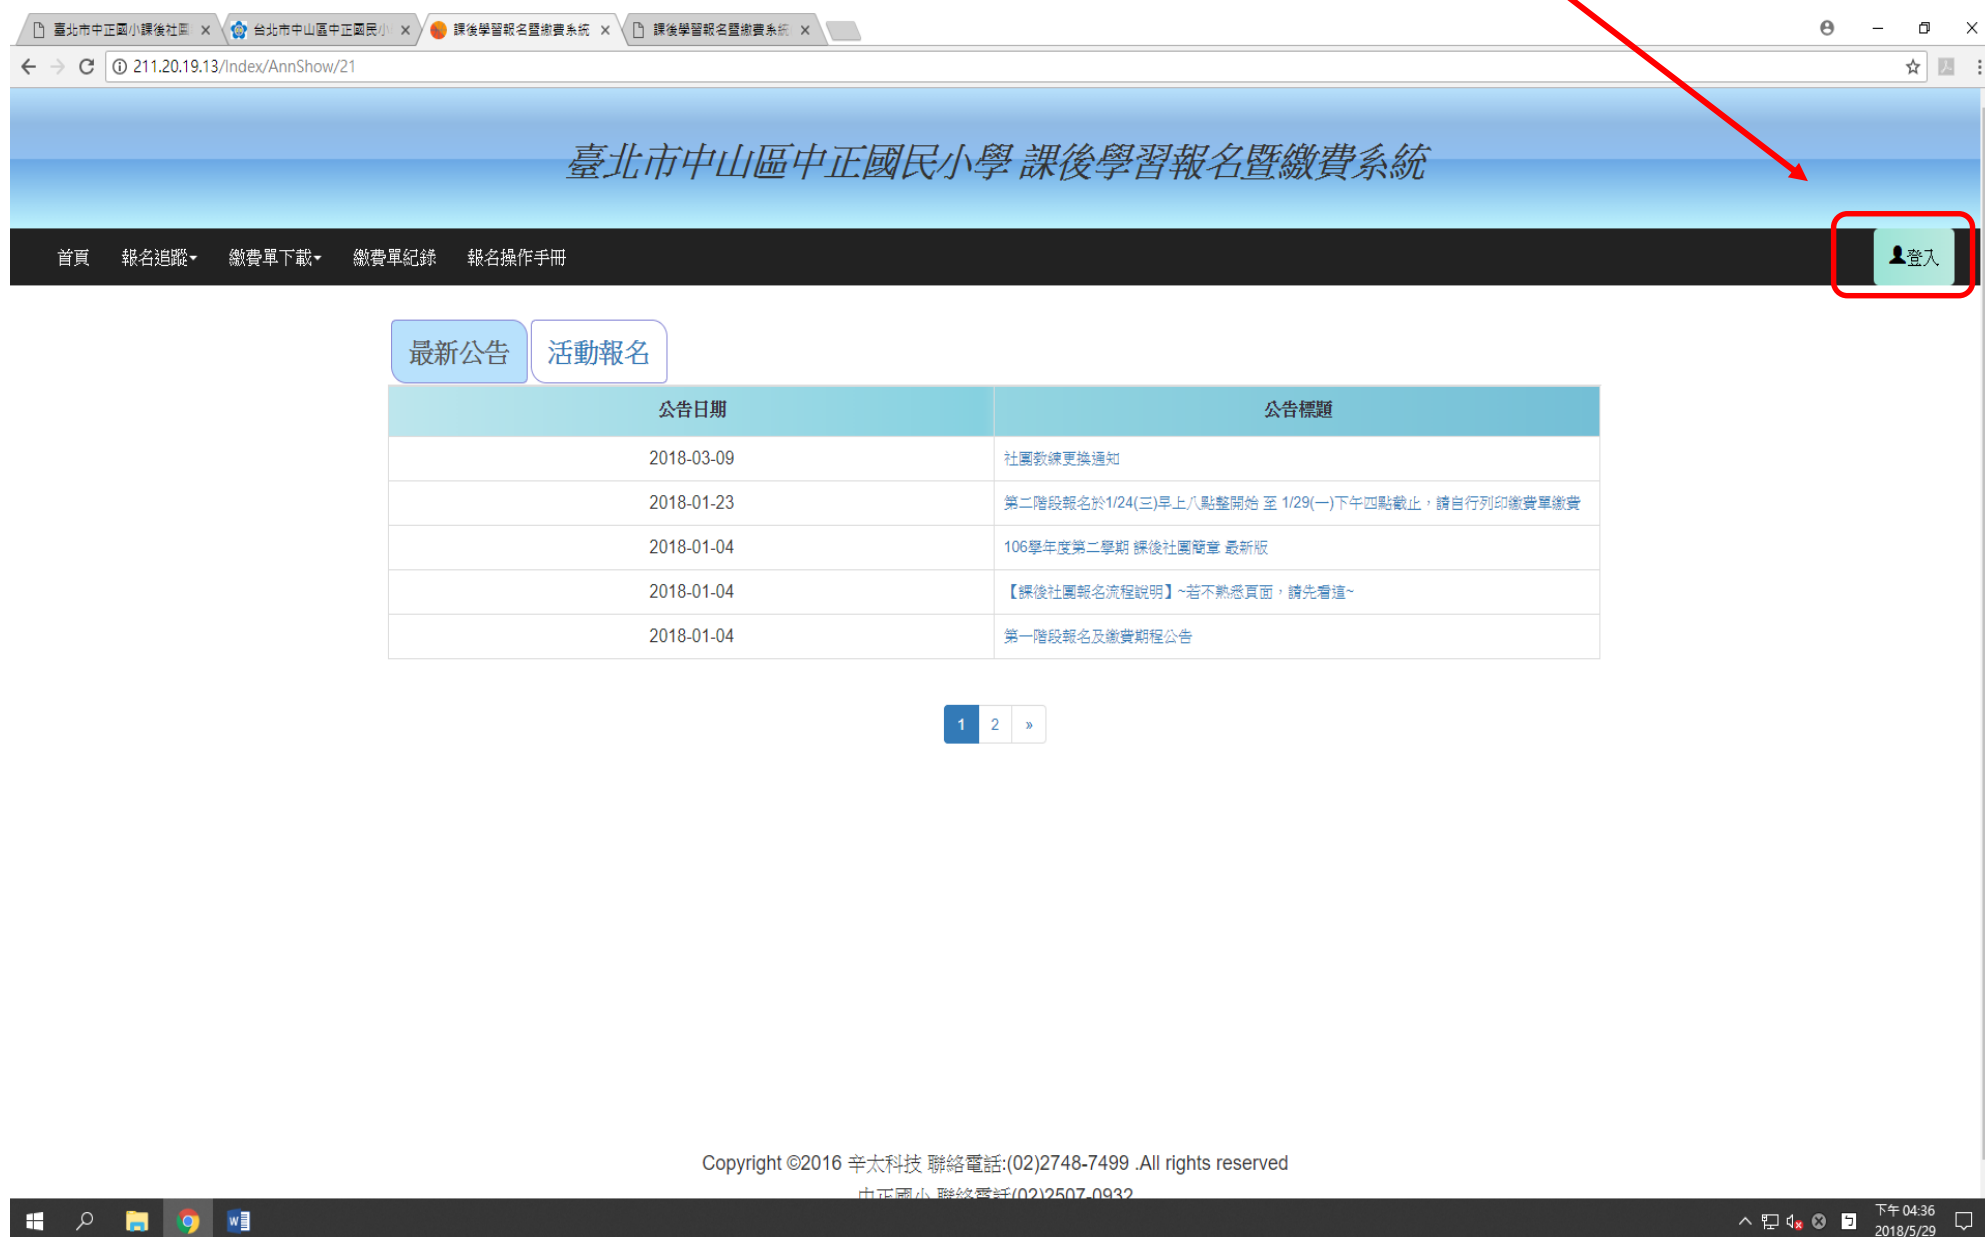 臺北市中正國小課後社團
台北市中山區中正國民小
課後學習報名暨繳費系統
課後學習報名暨繳費系統
211.20.19.13/Index/AnnShow/21
臺北市中山區中正國民小學 課後學習報名暨繳費系統
首頁 報名追蹤 繳費單下載 繳費單紀錄 報名操作手冊 登入
最新公告 活動報名
公告日期 公告標題
2018-03-09 社團教練更換通知
2018-01-23 第二階段報名於1/24(三)早上八點整開始 至 1/29(一)下午四點截止，請自行列印繳費單繳費
2018-01-04 106學年度第二學期 課後社團簡章 最新版
2018-01-04 【課後社團報名流程說明】~若不熟悉頁面，請先看這~
2018-01-04 第一階段報名及繳費期程公告
1 2 »
Copyright ©2016 辛太科技 聯絡電話:(02)2748-7499 .All rights reserved
中正國小 聯絡電話(02)2507-0932
下午 04:36
2018/5/29